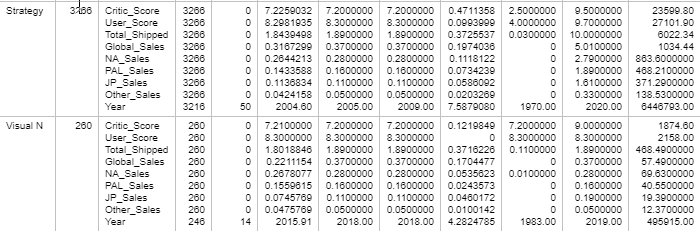 Strategy 3266 Critic_Score 3266 0 7.2259032 7.2000000 7.2000000 0.4711358 2.5000000 9.5000000 23599.80
User_Score 3266 0 8.2981935 8.3000000 8.3000000 0.0993999 4.0000000 9.7000000 27101.90
Total_Shipped 3266 0 1.8439498 1.8900000 1.8900000 0.3725537 0.0300000 10.0000000 6022.34
Global_Sales 3266 0 0.3167299 0.3700000 0.3700000 0.1974036 0 5.0100000 1034.44
NA_Sales 3266 0 0.2644213 0.2800000 0.2800000 0.1118122 0 2.7900000 863.6000000
PAL_Sales 3266 0 0.1433588 0.1600000 0.1600000 0.0734239 0 1.8900000 468.2100000
JP_Sales 3266 0 0.1136834 0.1100000 0.1100000 0.0586092 0 1.6100000 371.2900000
Other_Sales 3266 0 0.0424158 0.0500000 0.0500000 0.0203269 0 0.3300000 138.5300000
Year 3216 50 2004.60 2005.00 2009.00 7.5879080 1970.00 2020.00 6446793.00
Visual N 260 Critic_Score 260 0 7.2100000 7.2000000 7.2000000 0.1219849 7.2000000 9.0000000 1874.60
User_Score 260 0 8.3000000 8.3000000 8.3000000 0 8.3000000 8.3000000 2158.00
Total_Shipped 260 0 1.8018846 1.8900000 1.8900000 0.3716226 0.1100000 1.8900000 468.4900000
Global_Sales 260 0 0.2211154 0.3700000 0.3700000 0.1704477 0 0.3700000 57.4900000
NA_Sales 260 0 0.2678077 0.2800000 0.2800000 0.0535623 0.0100000 0.2800000 69.6300000
PAL_Sales 260 0 0.1559615 0.1600000 0.1600000 0.0243573 0 0.1600000 40.5500000
JP_Sales 260 0 0.0745769 0.1100000 0.1100000 0.0460172 0 0.1900000 19.3900000
Other_Sales 260 0 0.0475769 0.0500000 0.0500000 0.0100142 0 0.0500000 12.3700000
Year 246 14 2015.91 2018.00 2018.00 4.2824785 1983.00 2019.00 495915.00